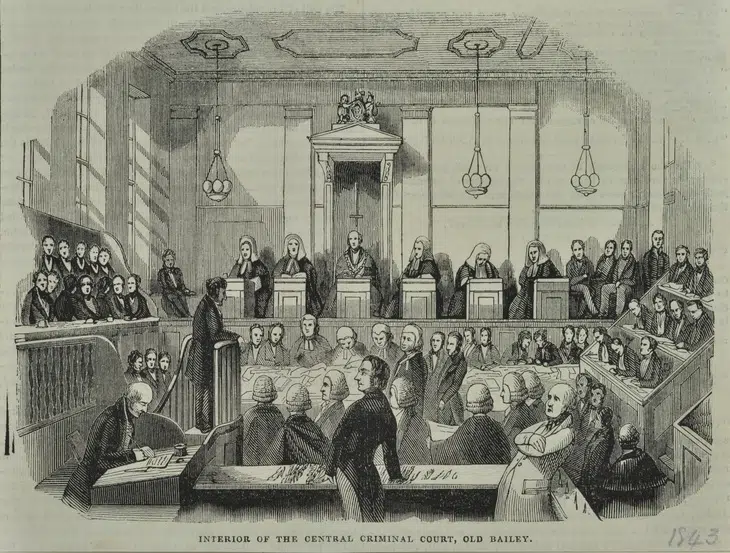 INTERIOR OF THE CENTRAL CRIMINAL COURT, OLD BAILEY.
1843